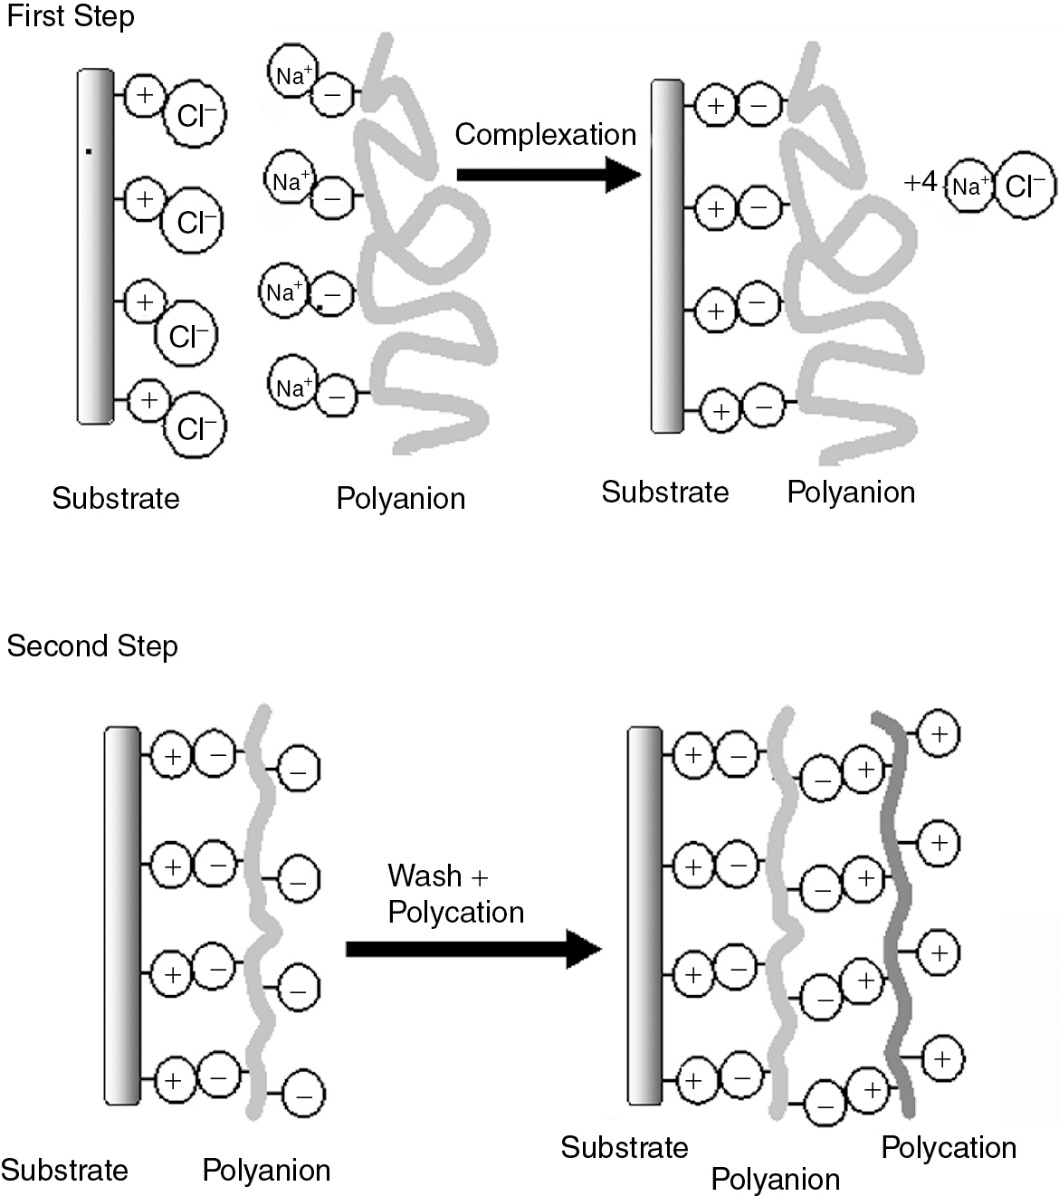 First Step
+ Cl⁻ Na⁺ − + −
Complexation
+ Cl⁻ Na⁺ − + − +4 Na⁺ Cl⁻
+ Cl⁻ Na⁺ − + −
+ Cl⁻ Na⁺ − + −
Substrate Polyanion Substrate Polyanion
Second Step
+ − − + − − + +
+ − − + − − + +
Wash +
Polycation
+ − − + − − + +
+ − − + − − + +
Substrate Polyanion Substrate Polyanion Polycation